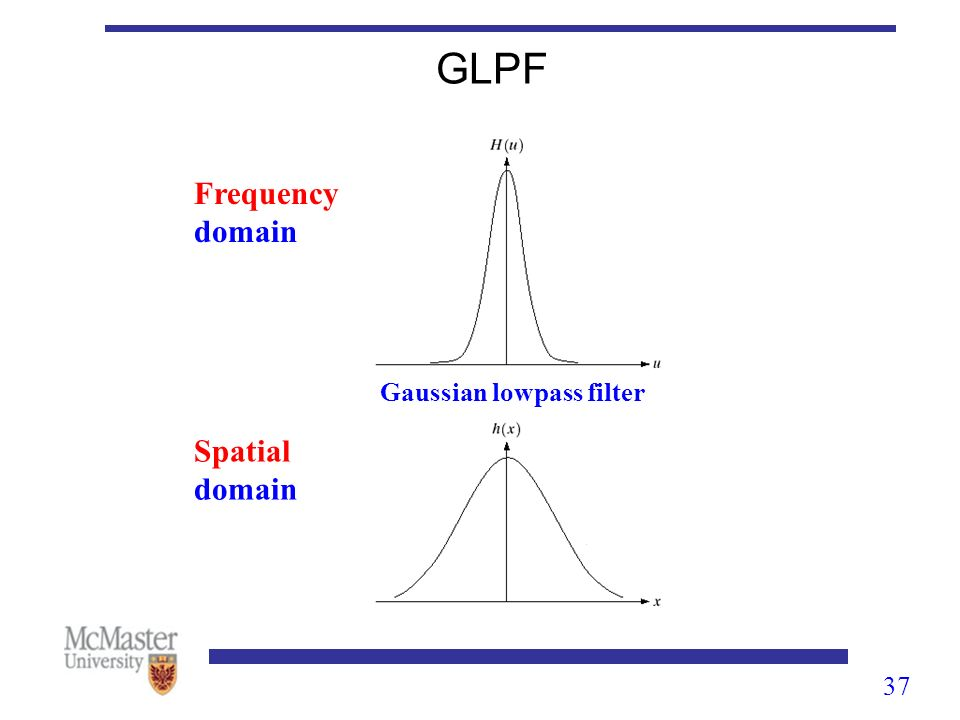 GLPF
H(u)
Frequency
domain
u
Gaussian lowpass filter
h(x)
Spatial
domain
x
McMaster
University
37